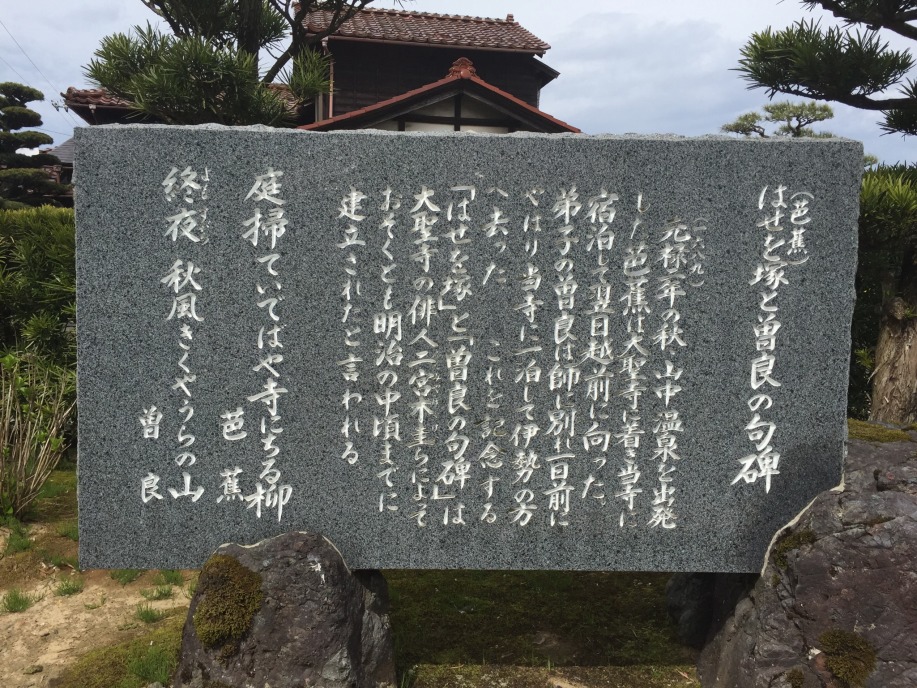 はせを塚と曽良の句碑
(芭蕉)
元禄二年の秋、山中温泉を出発
(一六八九)
した芭蕉は大聖寺に着き当寺に
宿泊して翌日越前に向った
弟子の曽良は師に別れ一日前に
やはり当寺に一泊して伊勢の方
へ去った これを記念する
「ばせを塚」と「曽良の句碑」は
大聖寺の俳人二宮木圭らによそ
おそくとも明治の中頃までに
建立されたと言われる
庭掃ていでばや寺にちる柳
芭蕉
終夜秋風きくやうらの山
よもすがら
曽良